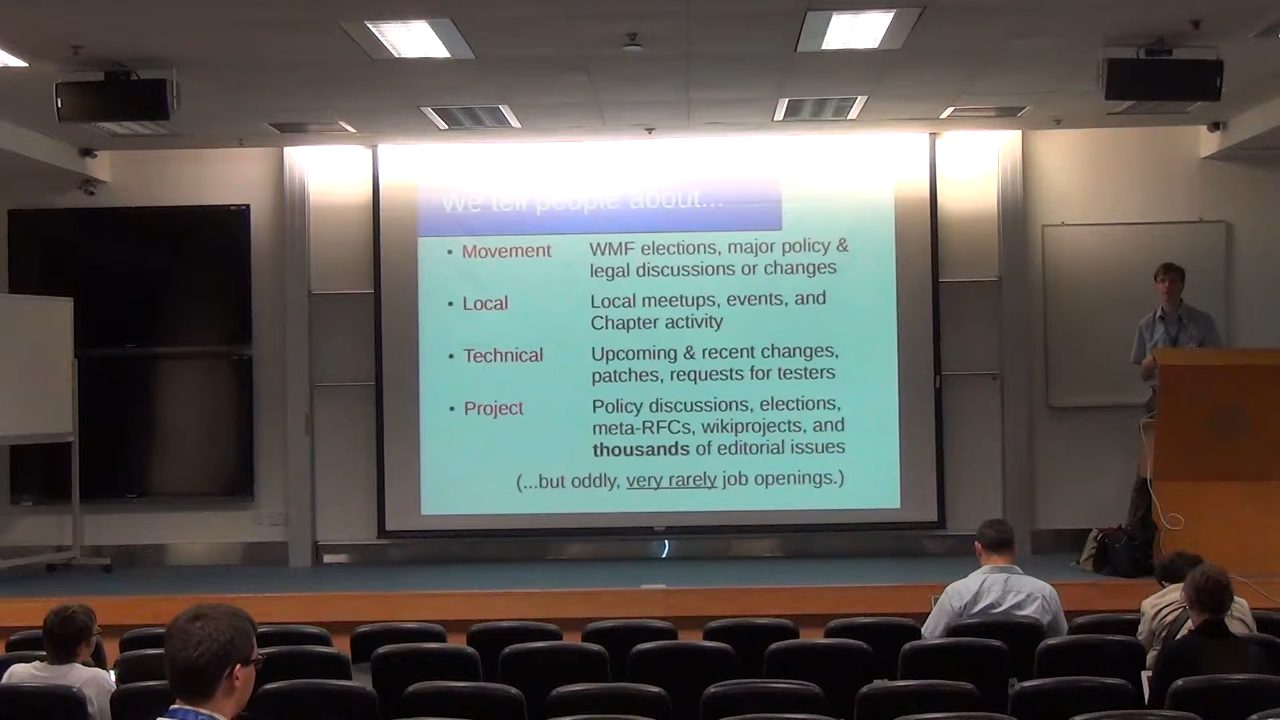 We tell people about...
• Movement WMF elections, major policy &
legal discussions or changes
• Local Local meetups, events, and
Chapter activity
• Technical Upcoming & recent changes,
patches, requests for testers
• Project Policy discussions, elections,
meta-RFCs, wikiprojects, and
thousands of editorial issues
(...but oddly, very rarely job openings.)